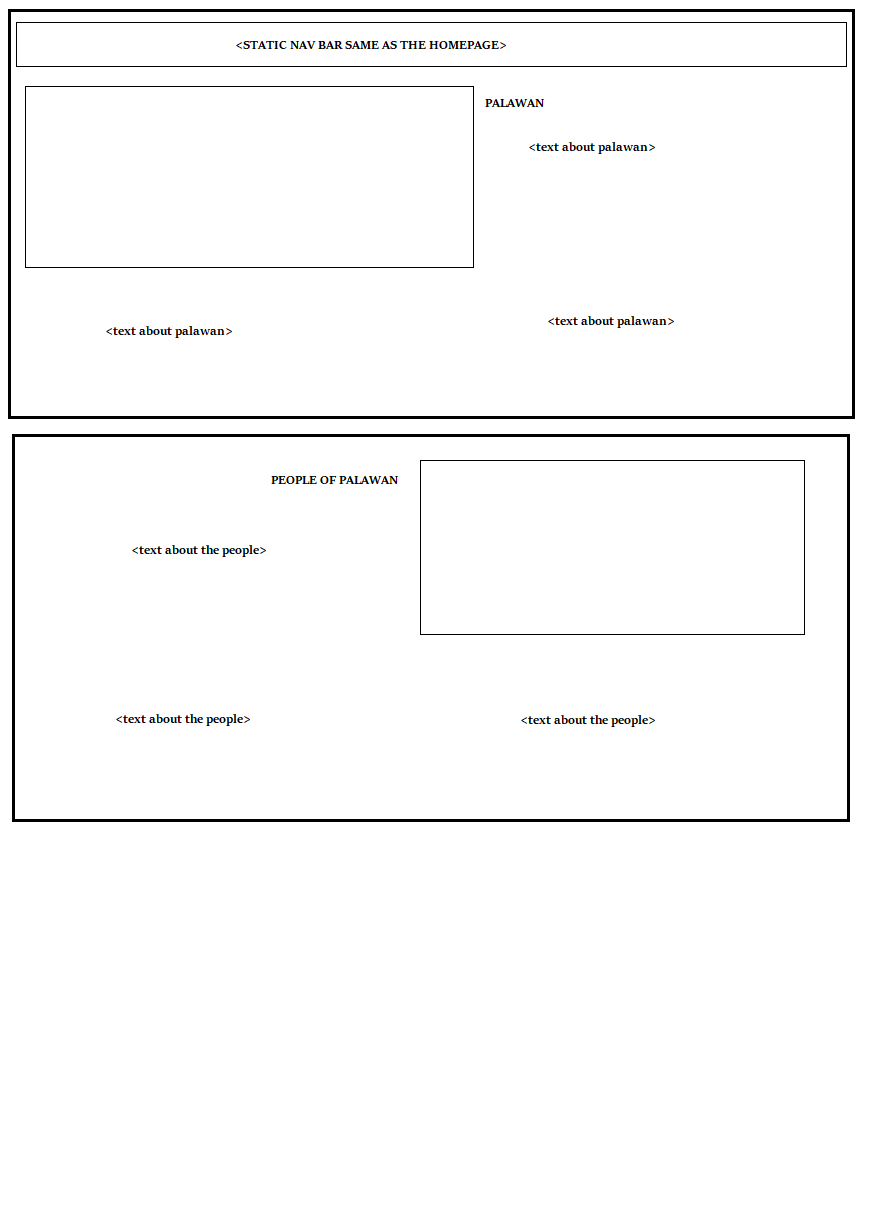 <STATIC NAV BAR SAME AS THE HOMEPAGE>
PALAWAN
<text about palawan>
<text about palawan>
<text about palawan>
PEOPLE OF PALAWAN
<text about the people>
<text about the people>
<text about the people>